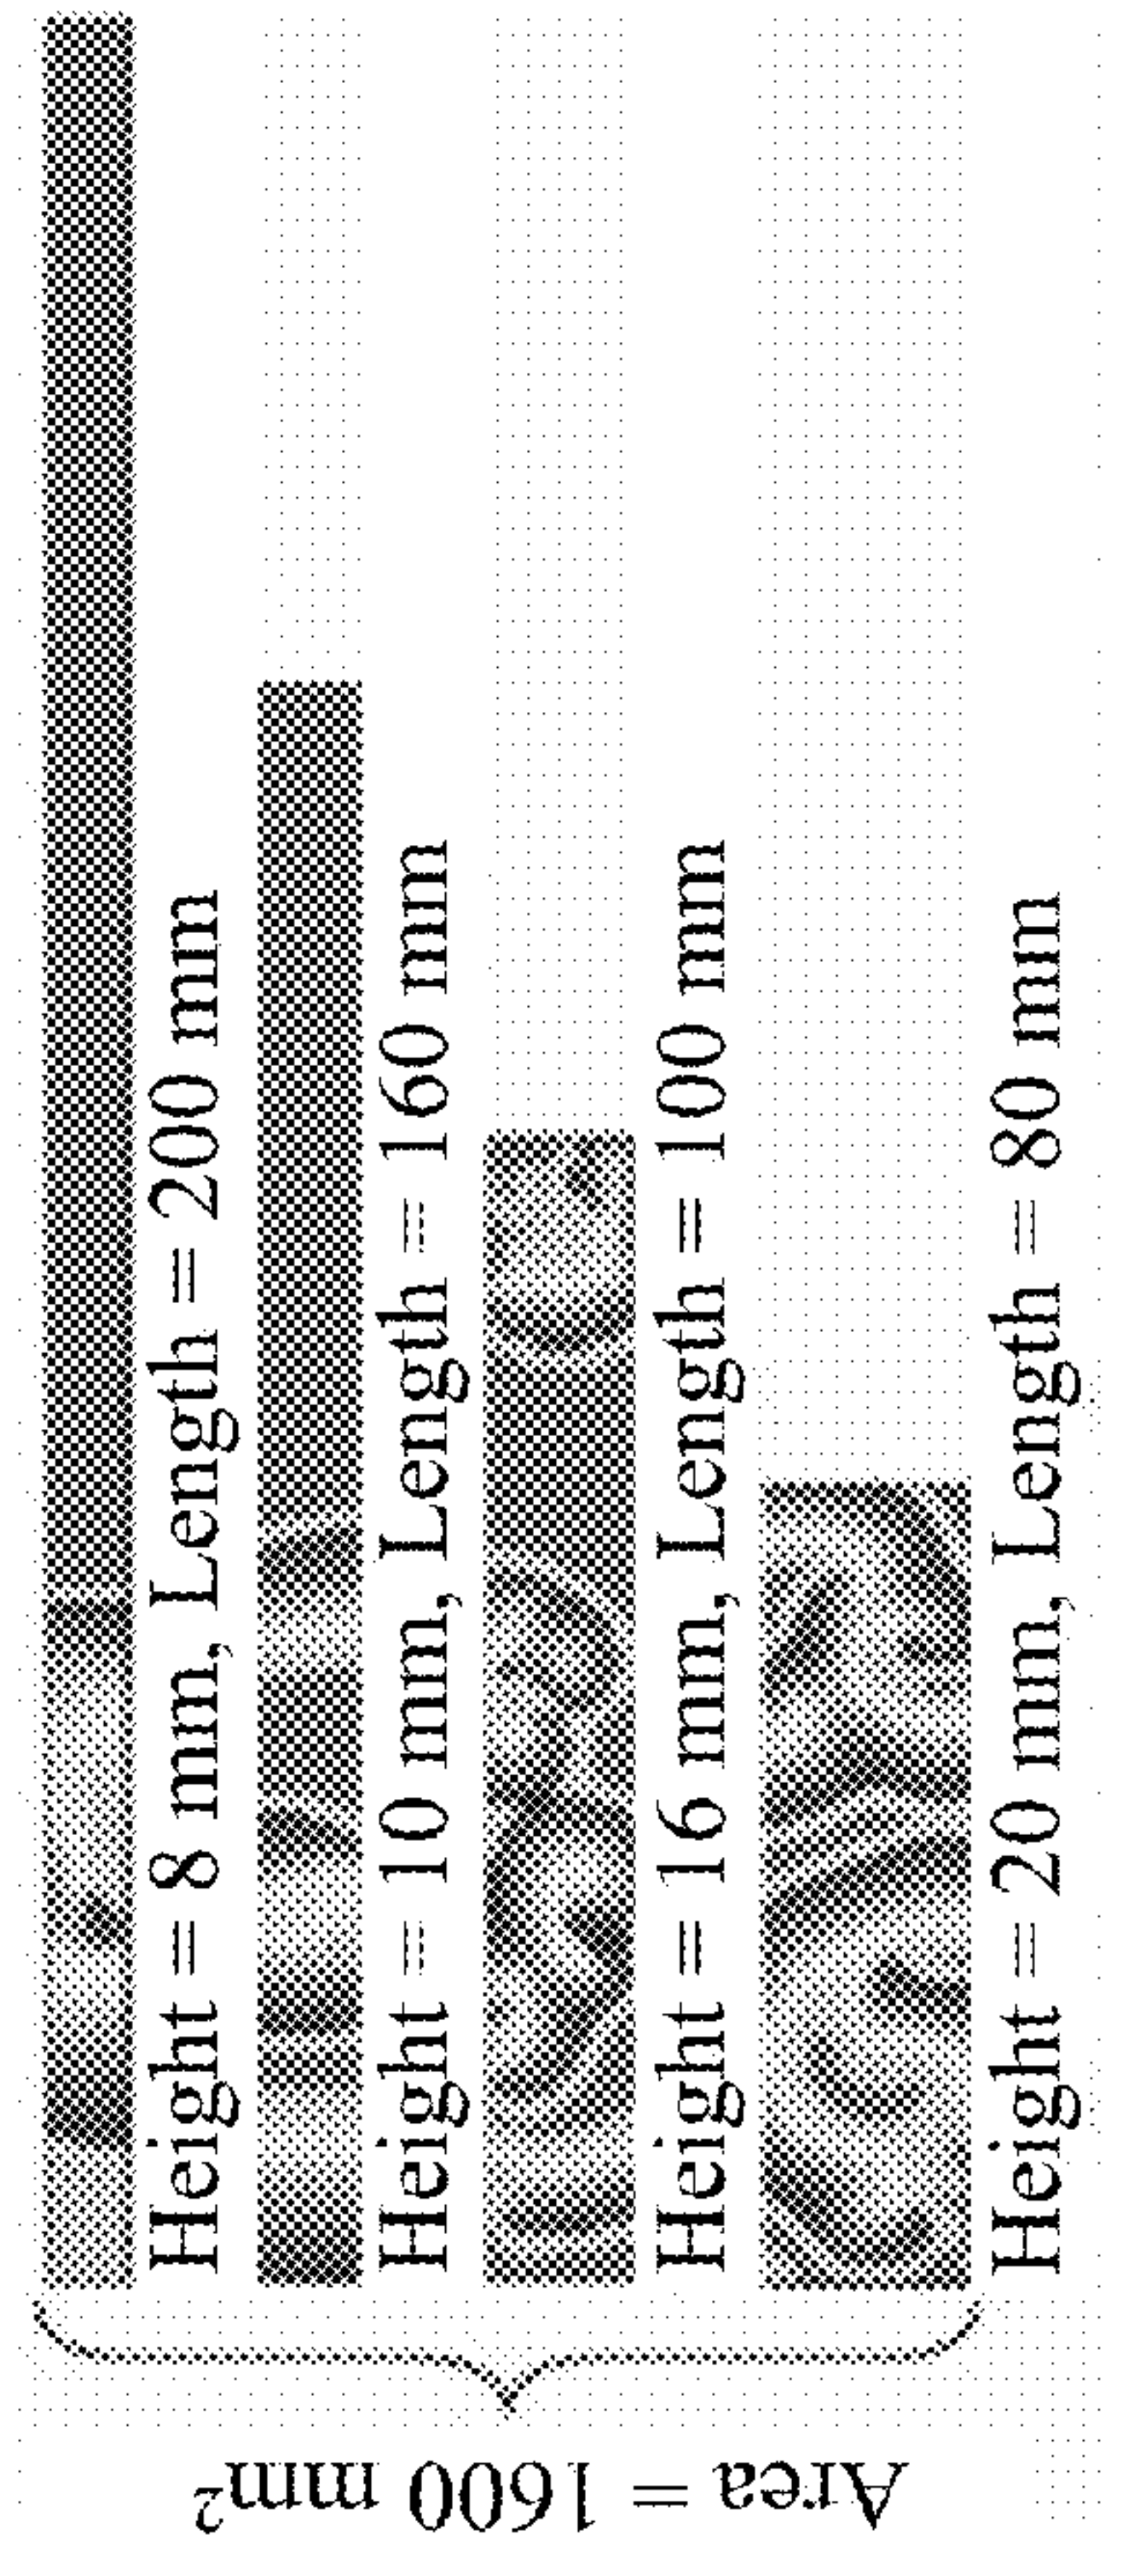 Area = 1600 mm²
Height = 8 mm, Length = 200 mm
Height = 10 mm, Length = 160 mm
Height = 16 mm, Length = 100 mm
Height = 20 mm, Length = 80 mm